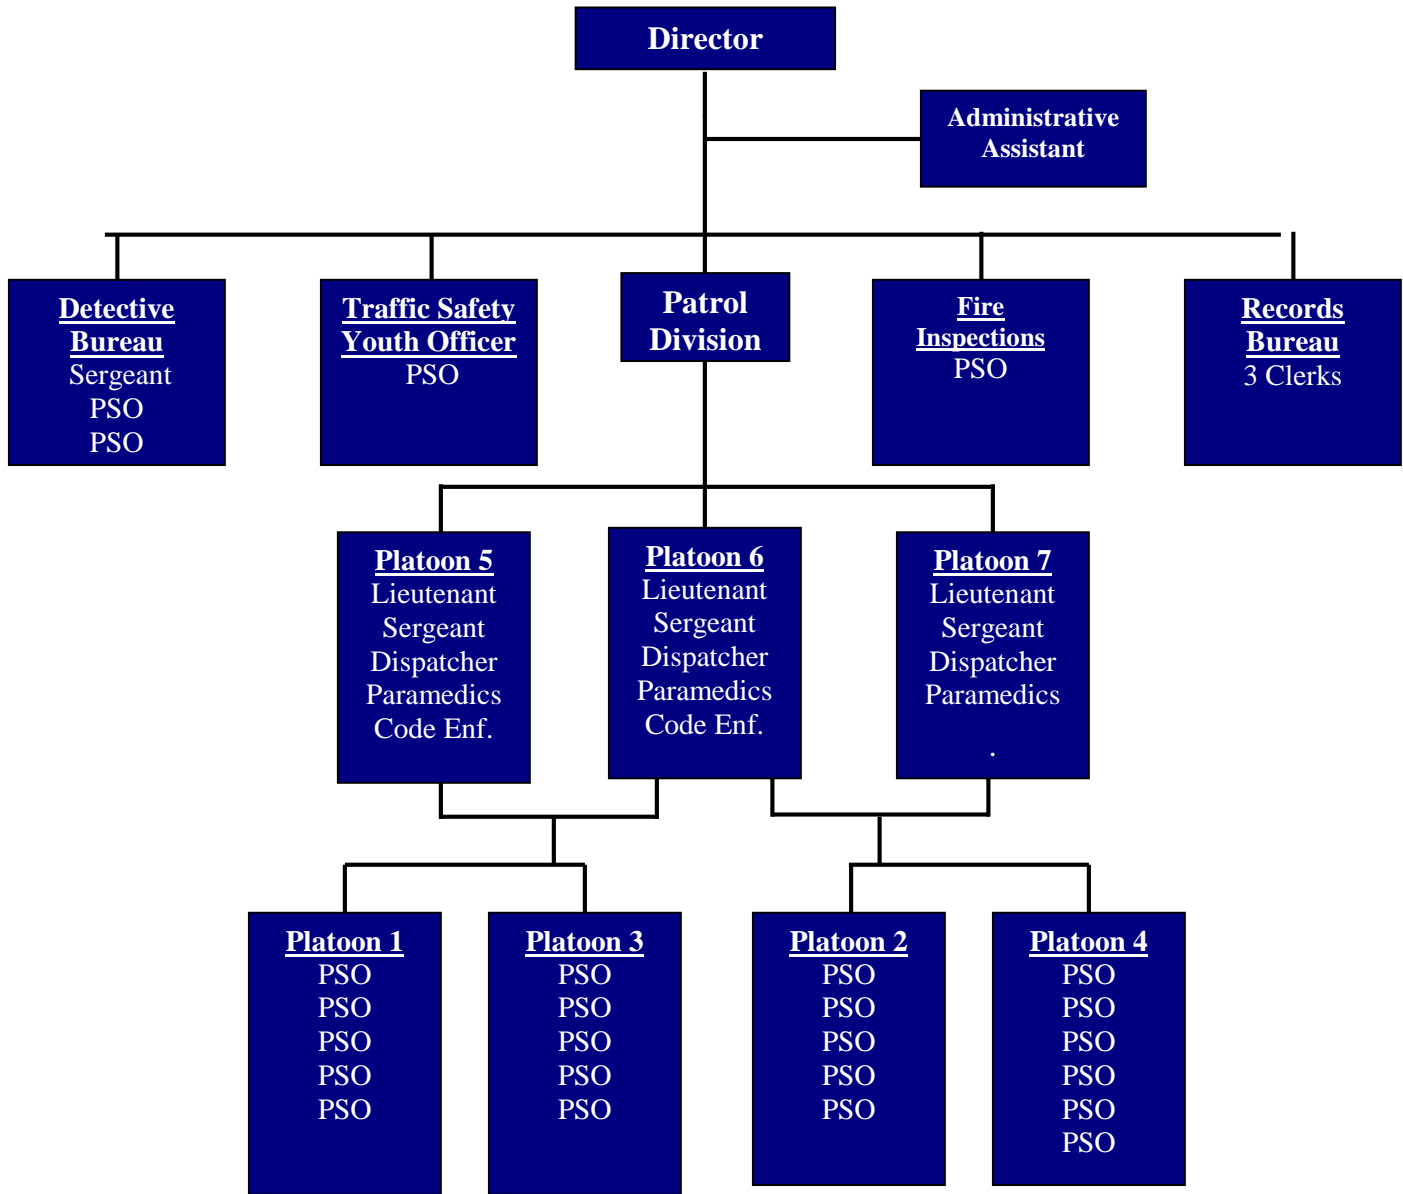 Director
Administrative
Assistant
Detective
Bureau
Sergeant
PSO
PSO
Traffic Safety
Youth Officer
PSO
Patrol
Division
Fire
Inspections
PSO
Records
Bureau
3 Clerks
Platoon 5
Lieutenant
Sergeant
Dispatcher
Paramedics
Code Enf.
Platoon 6
Lieutenant
Sergeant
Dispatcher
Paramedics
Code Enf.
Platoon 7
Lieutenant
Sergeant
Dispatcher
Paramedics
.
Platoon 1
PSO
PSO
PSO
PSO
PSO
Platoon 3
PSO
PSO
PSO
PSO
PSO
Platoon 2
PSO
PSO
PSO
PSO
PSO
Platoon 4
PSO
PSO
PSO
PSO
PSO
PSO